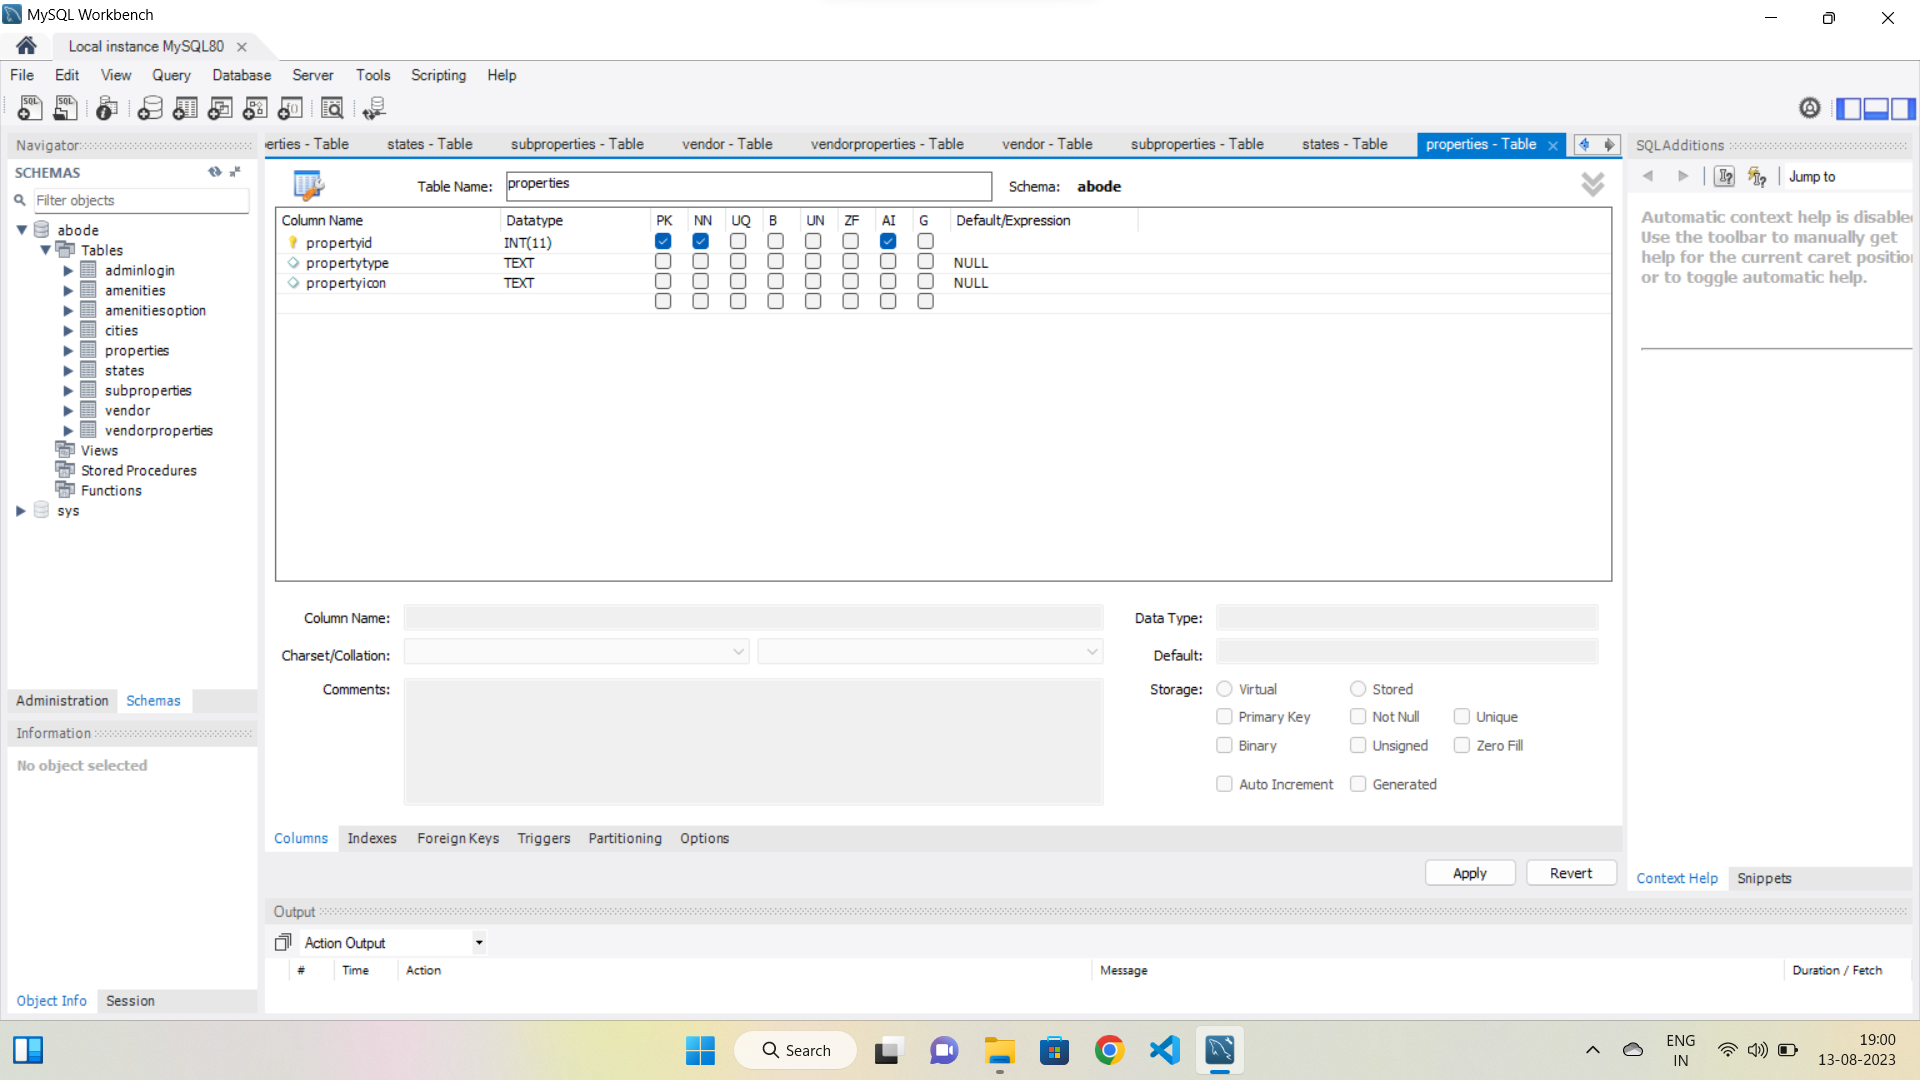 MySQL Workbench
Local instance MySQL80
File Edit View Query Database Server Tools Scripting Help
Navigator
SCHEMAS
Filter objects
abode
Tables
adminlogin
amenities
amenitiesoption
cities
properties
states
subproperties
vendor
vendorproperties
Views
Stored Procedures
Functions
sys
Administration Schemas
Information
No object selected
Object Info Session
erties - Table states - Table subproperties - Table vendor - Table vendorproperties - Table vendor - Table subproperties - Table states - Table properties - Table
Table Name: properties Schema: abode
Column Name Datatype PK NN UQ B UN ZF AI G Default/Expression
propertyid INT(11)
propertytype TEXT NULL
propertyicon TEXT NULL
Column Name: Data Type:
Charset/Collation: Default:
Comments: Storage: Virtual Stored
Primary Key Not Null Unique
Binary Unsigned Zero Fill
Auto Increment Generated
Columns Indexes Foreign Keys Triggers Partitioning Options
Apply Revert
Output
Action Output
# Time Action Message Duration / Fetch
SQLAdditions
Jump to
Automatic context help is disable
Use the toolbar to manually get
help for the current caret positio
or to toggle automatic help.
Context Help Snippets
SQL SQL
Search
ENG
IN
19:00
13-08-2023